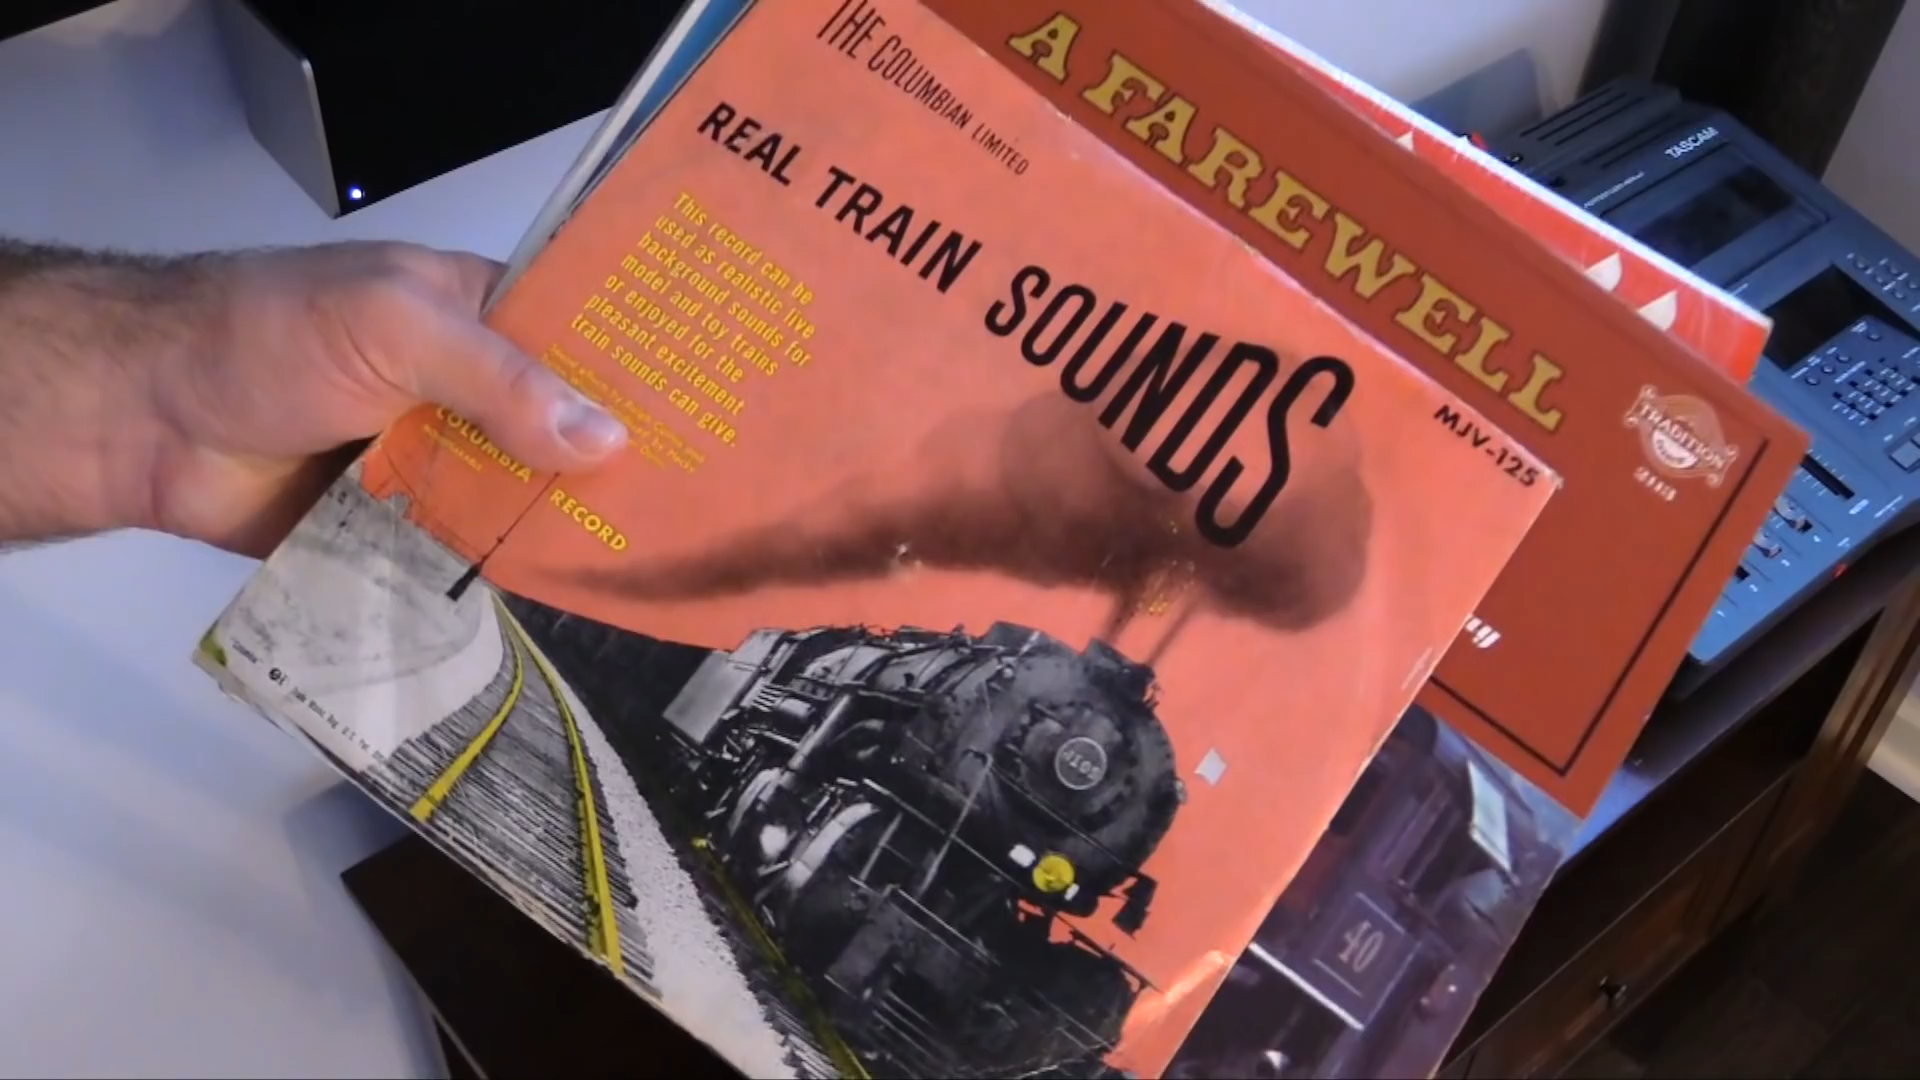 THE COLUMBIAN LIMITED
REAL TRAIN SOUNDS
This record can be
used as realistic live
background sounds for
model and toy trains
or enjoyed for the
pleasant excitement
train sounds can give.
COLUMBIA
RECORD
MJV-125
A FAREWELL
TRADITION
2113
TASCAM
40